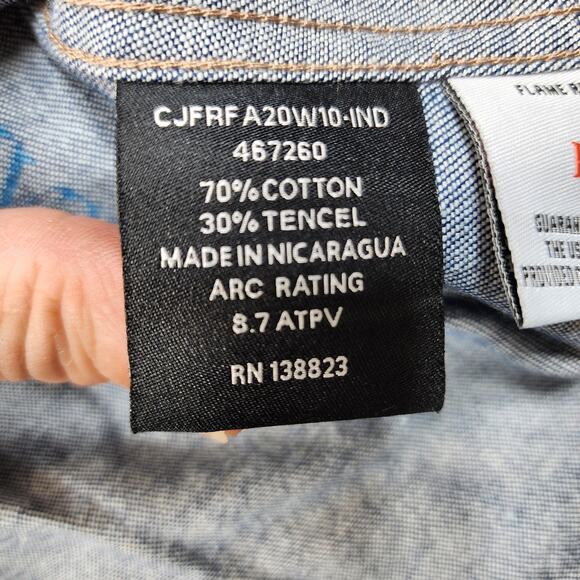 CJFRFA20W10-IND
467260
70% COTTON
30% TENCEL
MADE IN NICARAGUA
ARC RATING
8.7 ATPV
RN 138823
FLAME
THE US
PROVIDED